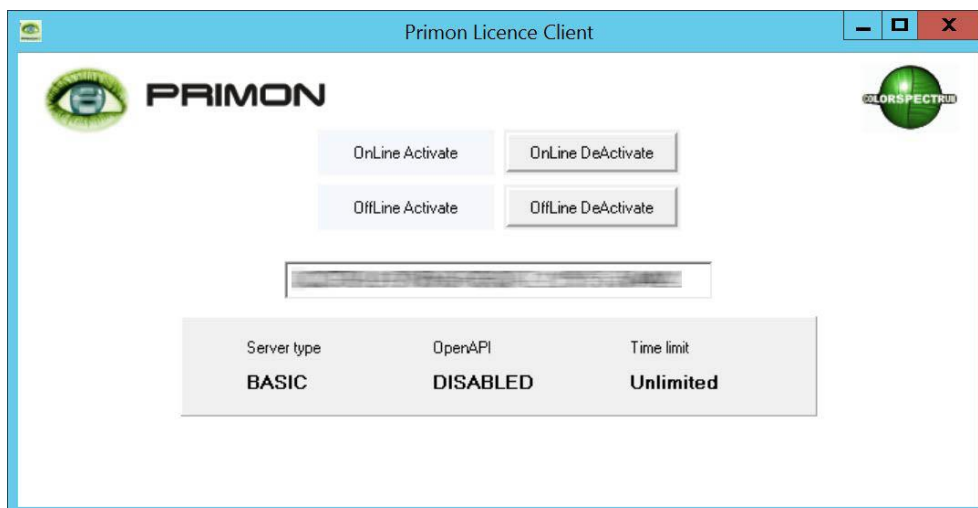 Primon Licence Client
PRIMON
COLORSPECTRUM
OnLine Activate OnLine DeActivate
OffLine Activate OffLine DeActivate
Server type OpenAPI Time limit
BASIC DISABLED Unlimited